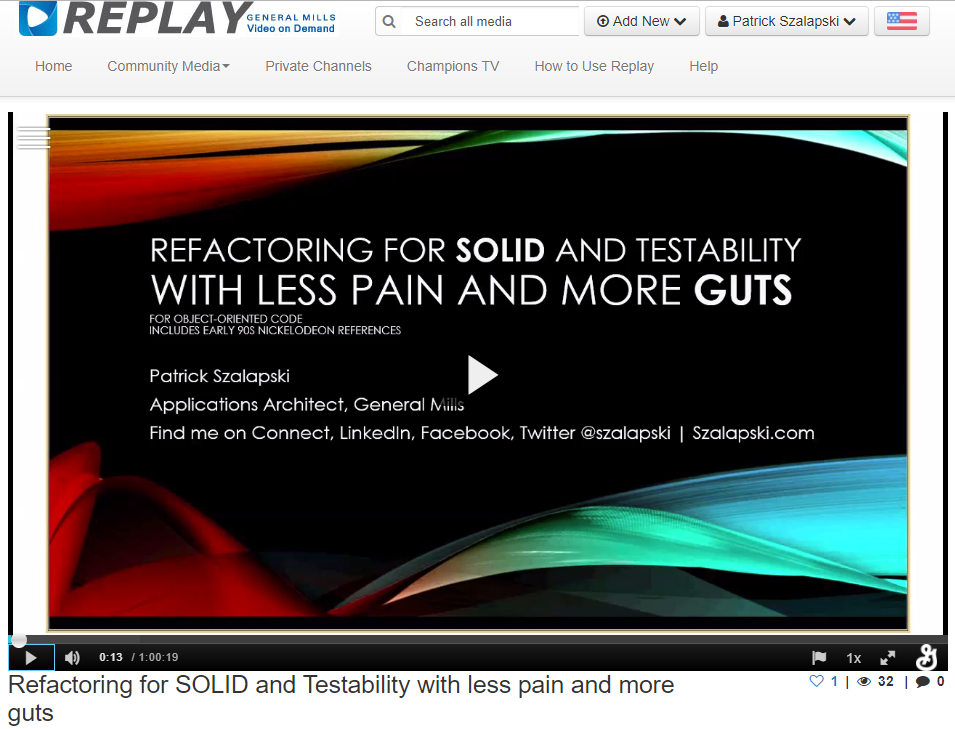 REPLAY GENERAL MILLS
Video on Demand
Search all media
Add New
Patrick Szalapski
Home
Community Media
Private Channels
Champions TV
How to Use Replay
Help
REFACTORING FOR SOLID AND TESTABILITY
WITH LESS PAIN AND MORE GUTS
FOR OBJECT-ORIENTED CODE
INCLUDES EARLY 90S NICKELODEON REFERENCES
Patrick Szalapski
Applications Architect, General Mills
Find me on Connect, LinkedIn, Facebook, Twitter @szalapski | Szalapski.com
0:13 / 1:00:19
1x
G
Refactoring for SOLID and Testability with less pain and more
guts
1 | 32 | 0